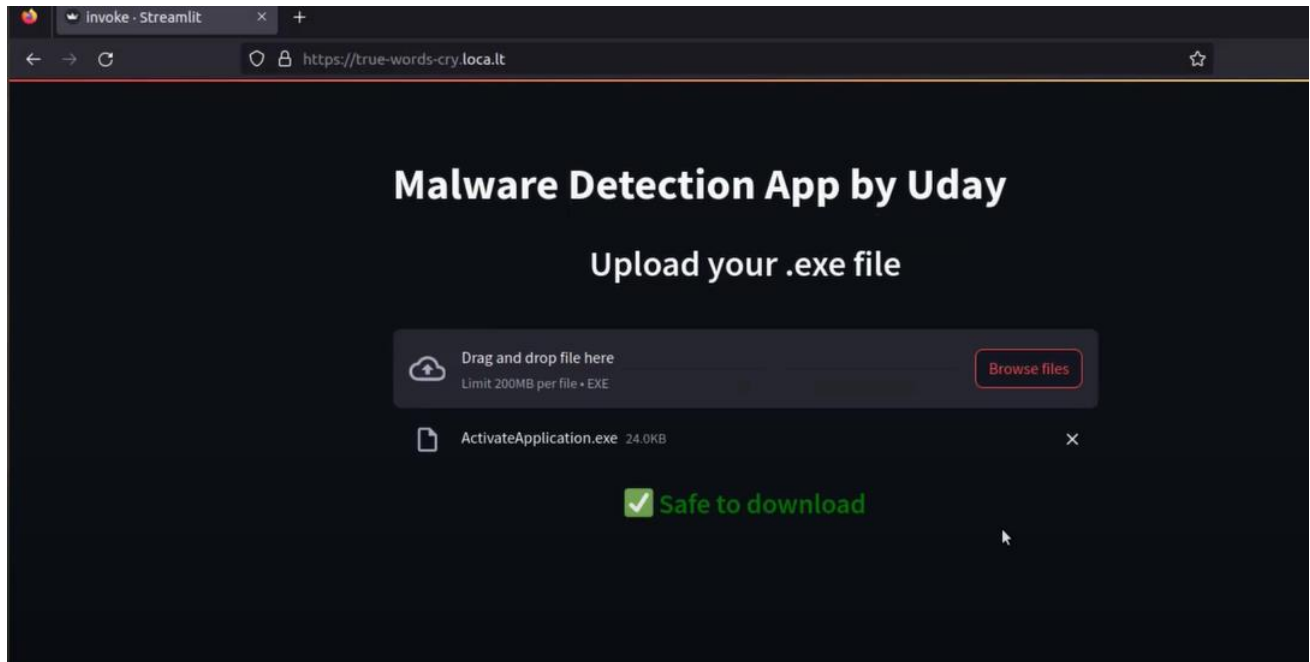 invoke · Streamlit
https://true-words-cry.loca.lt
Malware Detection App by Uday
Upload your .exe file
Drag and drop file here
Limit 200MB per file • EXE
Browse files
ActivateApplication.exe 24.0KB
Safe to download